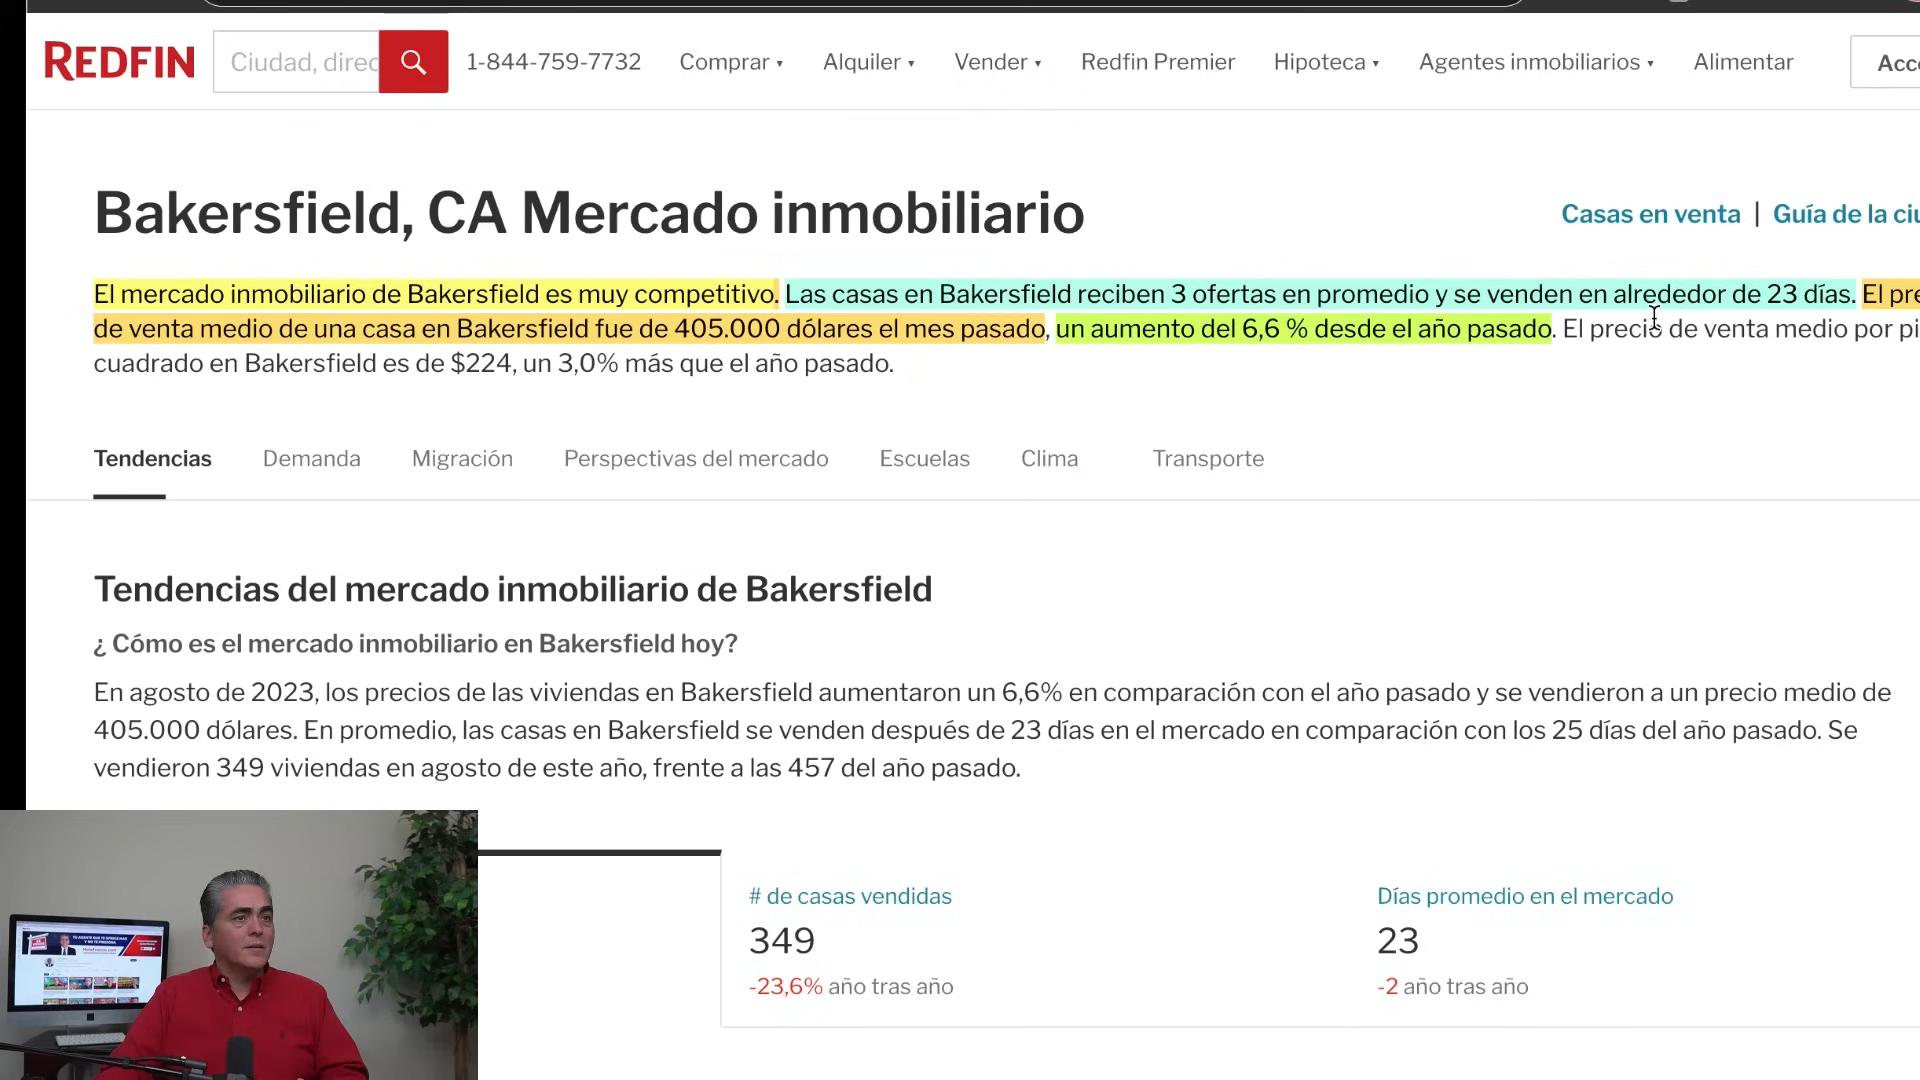 REDFIN
Ciudad, direc
1-844-759-7732
Comprar
Alquiler
Vender
Redfin Premier
Hipoteca
Agentes inmobiliarios
Alimentar
Acc
Bakersfield, CA Mercado inmobiliario
Casas en venta | Guía de la ciu
El mercado inmobiliario de Bakersfield es muy competitivo. Las casas en Bakersfield reciben 3 ofertas en promedio y se venden en alrededor de 23 días. El pre
de venta medio de una casa en Bakersfield fue de 405.000 dólares el mes pasado, un aumento del 6,6 % desde el año pasado. El precio de venta medio por pi
cuadrado en Bakersfield es de $224, un 3,0% más que el año pasado.
Tendencias
Demanda
Migración
Perspectivas del mercado
Escuelas
Clima
Transporte
Tendencias del mercado inmobiliario de Bakersfield
¿ Cómo es el mercado inmobiliario en Bakersfield hoy?
En agosto de 2023, los precios de las viviendas en Bakersfield aumentaron un 6,6% en comparación con el año pasado y se vendieron a un precio medio de
405.000 dólares. En promedio, las casas en Bakersfield se venden después de 23 días en el mercado en comparación con los 25 días del año pasado. Se
vendieron 349 viviendas en agosto de este año, frente a las 457 del año pasado.
# de casas vendidas
349
-23,6% año tras año
Días promedio en el mercado
23
-2 año tras año